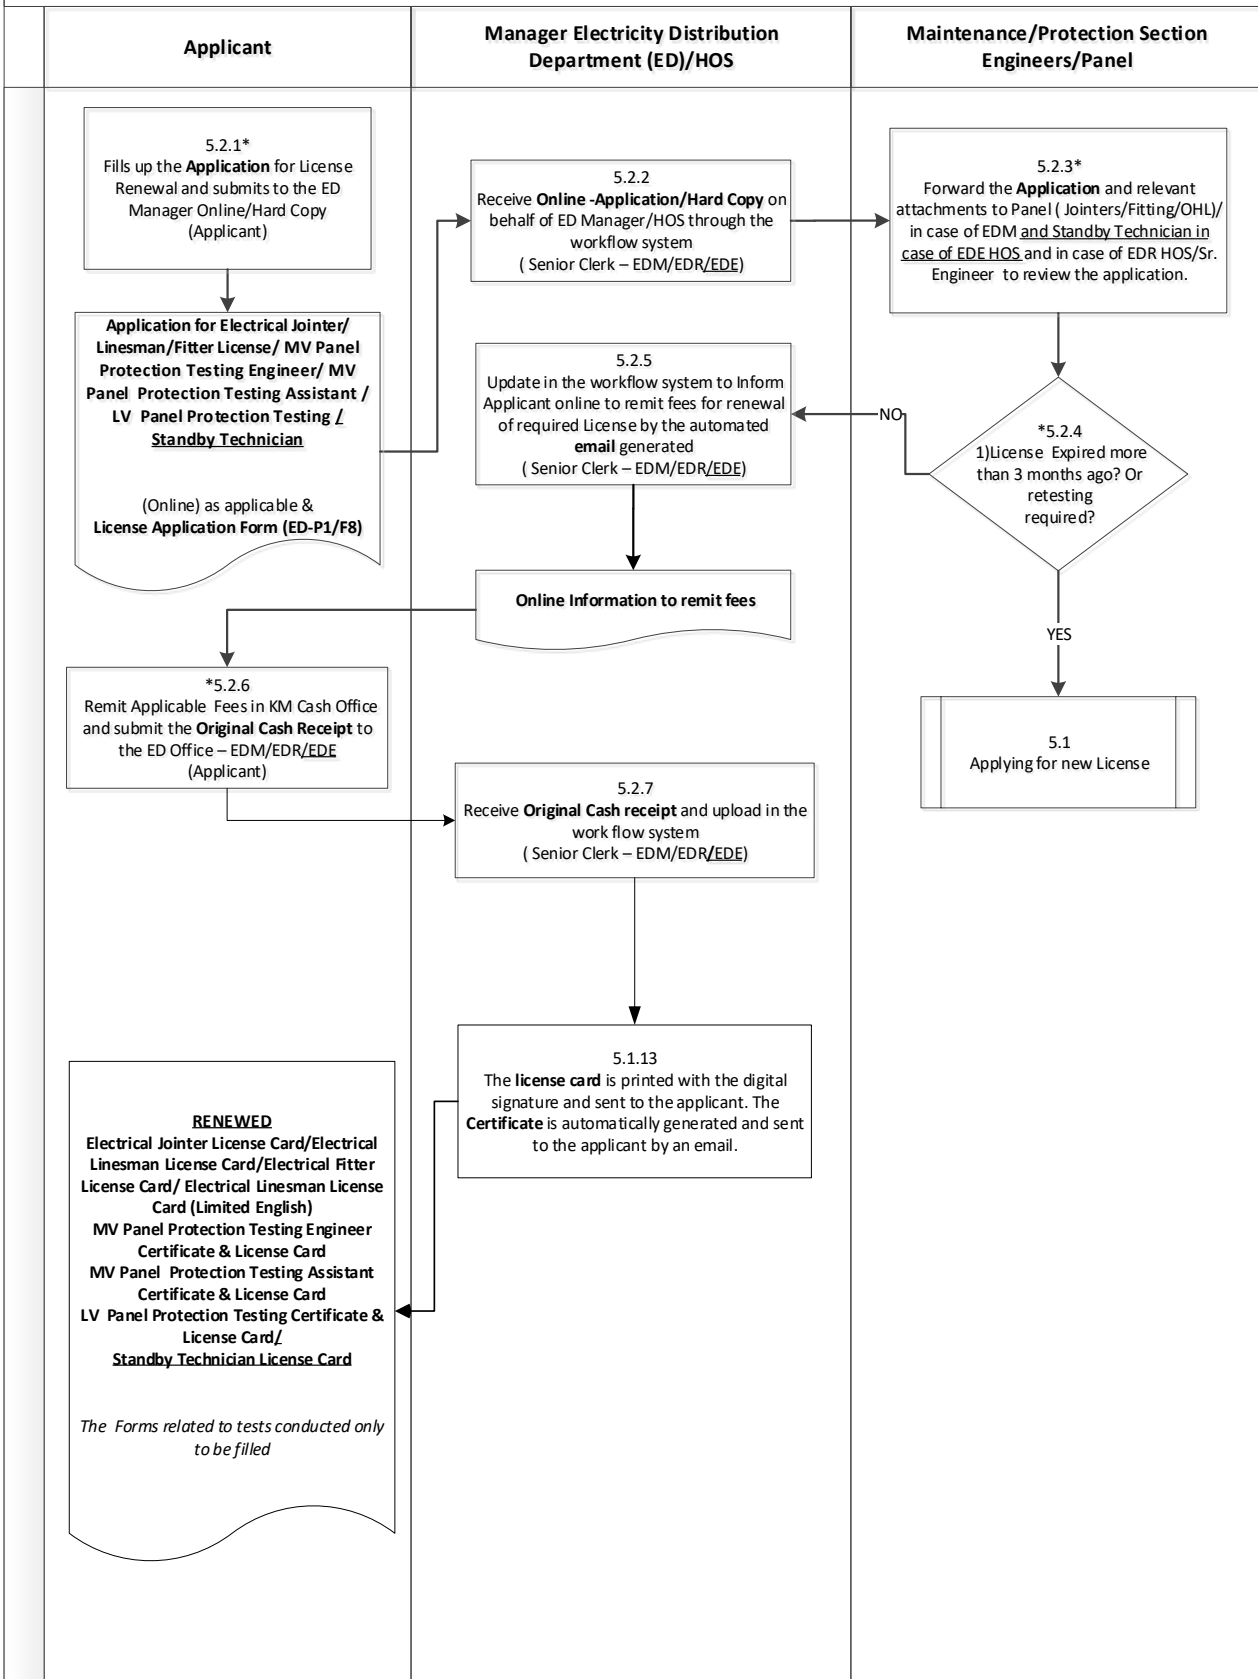 Applicant
Manager Electricity Distribution
Department (ED)/HOS
Maintenance/Protection Section
Engineers/Panel
5.2.1*
Fills up the Application for License
Renewal and submits to the ED
Manager Online/Hard Copy
(Applicant)
Application for Electrical Jointer/
Linesman/Fitter License/ MV Panel
Protection Testing Engineer/ MV
Panel Protection Testing Assistant /
LV Panel Protection Testing /
Standby Technician
(Online) as applicable &
License Application Form (ED-P1/F8)
5.2.2
Receive Online -Application/Hard Copy on
behalf of ED Manager/HOS through the
workflow system
( Senior Clerk – EDM/EDR/EDE)
5.2.3*
Forward the Application and relevant
attachments to Panel ( Jointers/Fitting/OHL)/
in case of EDM and Standby Technician in
case of EDE HOS and in case of EDR HOS/Sr.
Engineer to review the application.
*5.2.4
1)License Expired more
than 3 months ago? Or
retesting
required?
NO
YES
5.1
Applying for new License
5.2.5
Update in the workflow system to Inform
Applicant online to remit fees for renewal
of required License by the automated
email generated
( Senior Clerk – EDM/EDR/EDE)
Online Information to remit fees
*5.2.6
Remit Applicable Fees in KM Cash Office
and submit the Original Cash Receipt to
the ED Office – EDM/EDR/EDE
(Applicant)
5.2.7
Receive Original Cash receipt and upload in the
work flow system
( Senior Clerk – EDM/EDR/EDE)
5.1.13
The license card is printed with the digital
signature and sent to the applicant. The
Certificate is automatically generated and sent
to the applicant by an email.
RENEWED
Electrical Jointer License Card/Electrical
Linesman License Card/Electrical Fitter
License Card/ Electrical Linesman License
Card (Limited English)
MV Panel Protection Testing Engineer
Certificate & License Card
MV Panel Protection Testing Assistant
Certificate & License Card
LV Panel Protection Testing Certificate &
License Card/
Standby Technician License Card
The Forms related to tests conducted only
to be filled